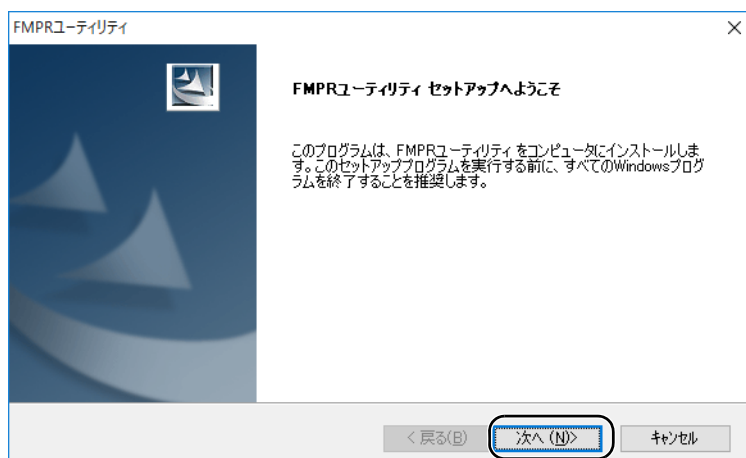 FMPRユーティリティ
FMPRユーティリティ セットアップへようこそ
このプログラムは、FMPRユーティリティ をコンピュータにインストールしま
す。このセットアッププログラムを実行する前に、すべてのWindowsプログ
ラムを終了することを推奨します。
< 戻る(B)
次へ (N)>
キャンセル